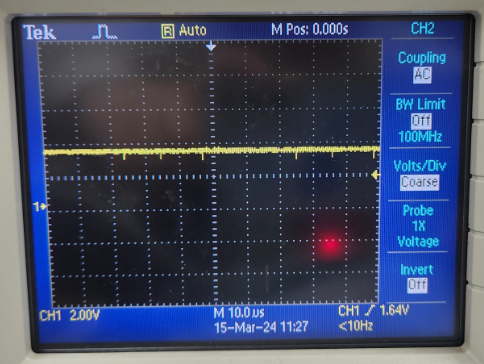 Tek R Auto M Pos: 0.000s CH2
Coupling
AC
BW Limit
Off
100MHz
Volts/Div
Coarse
Probe
1X
Voltage
Invert
Off
1
CH1 2.00V M 10.0µs CH1 1.64V
15-Mar-24 11:27 <10Hz